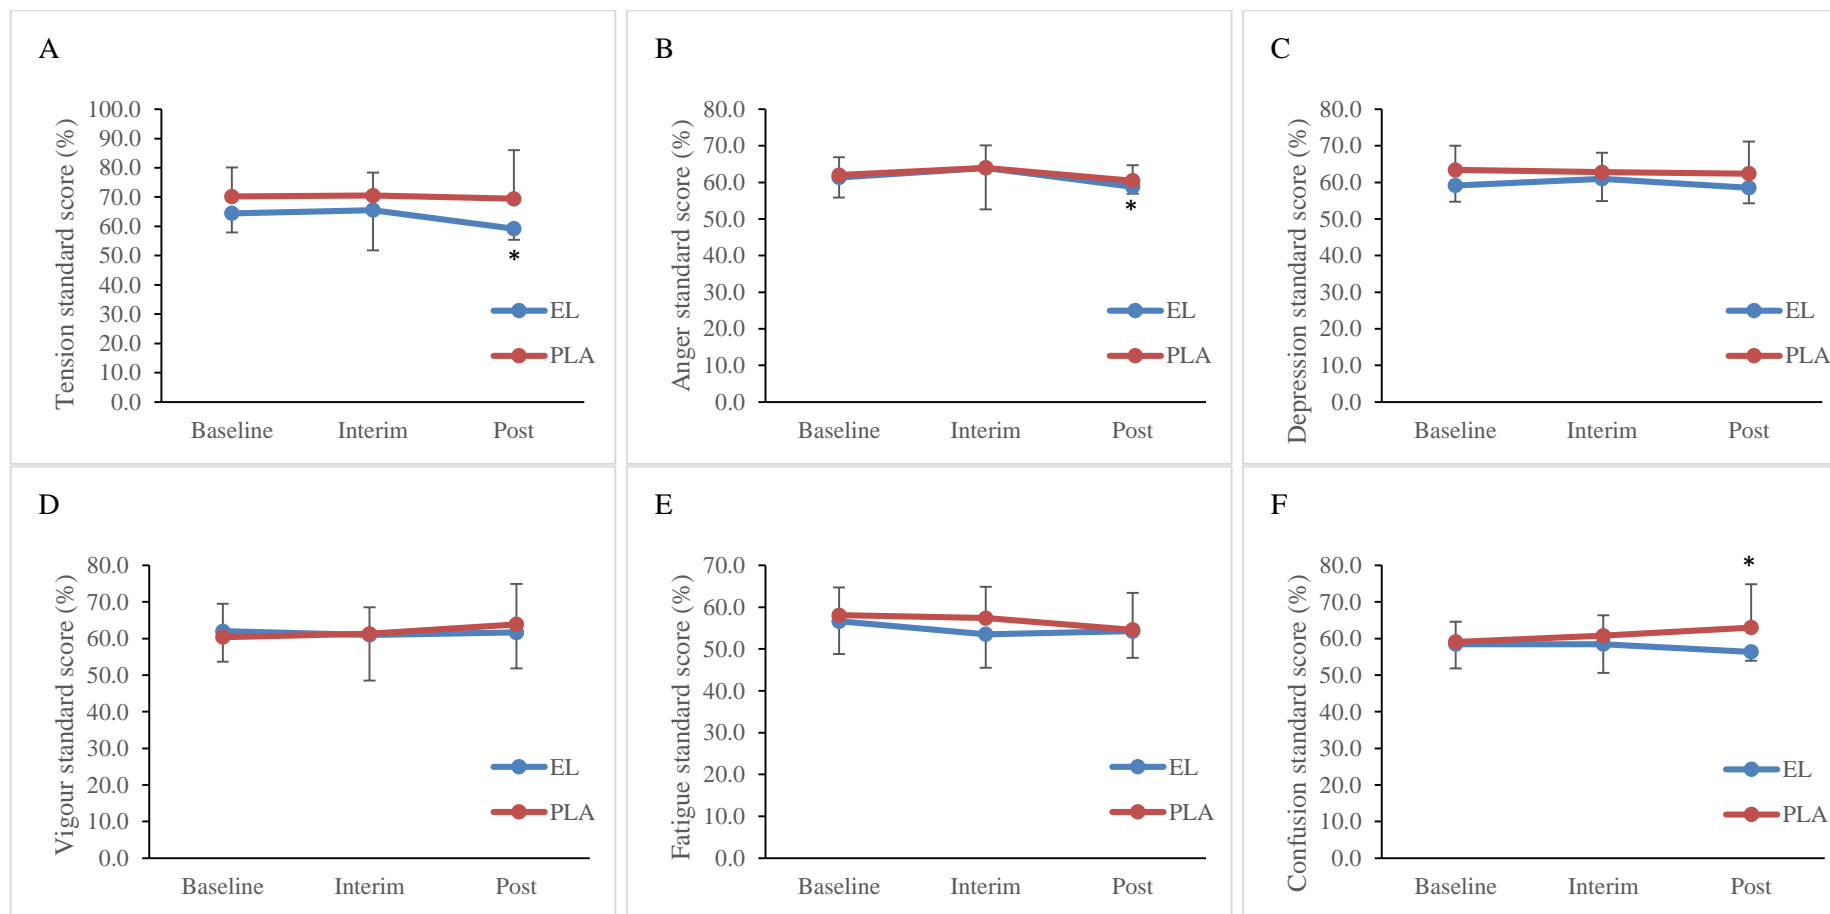 A
Tension standard score (%)
100.0
90.0
80.0
70.0
60.0
50.0
40.0
30.0
20.0
10.0
0.0
*
EL
PLA
Baseline Interim Post
B
Anger standard score (%)
80.0
70.0
60.0
50.0
40.0
30.0
20.0
10.0
0.0
*
EL
PLA
Baseline Interim Post
C
Depression standard score (%)
80.0
70.0
60.0
50.0
40.0
30.0
20.0
10.0
0.0
EL
PLA
Baseline Interim Post
D
Vigour standard score (%)
80.0
70.0
60.0
50.0
40.0
30.0
20.0
10.0
0.0
EL
PLA
Baseline Interim Post
E
Fatigue standard score (%)
70.0
60.0
50.0
40.0
30.0
20.0
10.0
0.0
EL
PLA
Baseline Interim Post
F
Confusion standard score (%)
80.0
70.0
60.0
50.0
40.0
30.0
20.0
10.0
0.0
*
EL
PLA
Baseline Interim Post